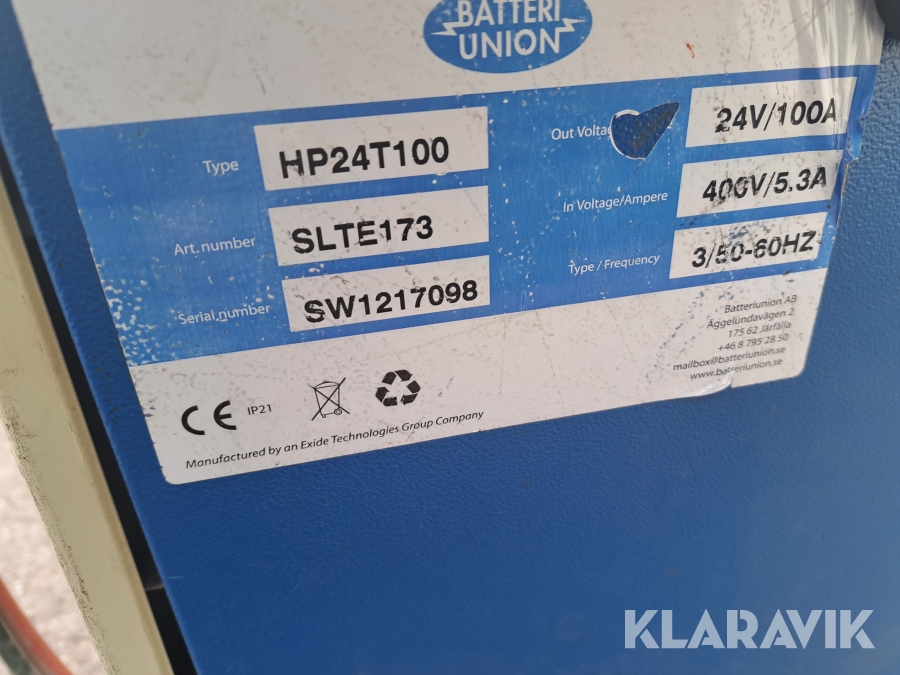 BATTERI
UNION
Type HP24T100
Art. number SLTE173
Serial number SW1217098
Out Volta 24V/100A
In Voltage/Ampere 400V/5.3A
Type / Frequency 3/50-60HZ
Batteriunion AB
Äggelundavägen 2
175 62 Järfälla
+46 8 795 28 50
mailbox@batteriunion.se
www.batteriunion.se
CE IP21
Manufactured by an Exide Technologies Group Company
KLARAVIK